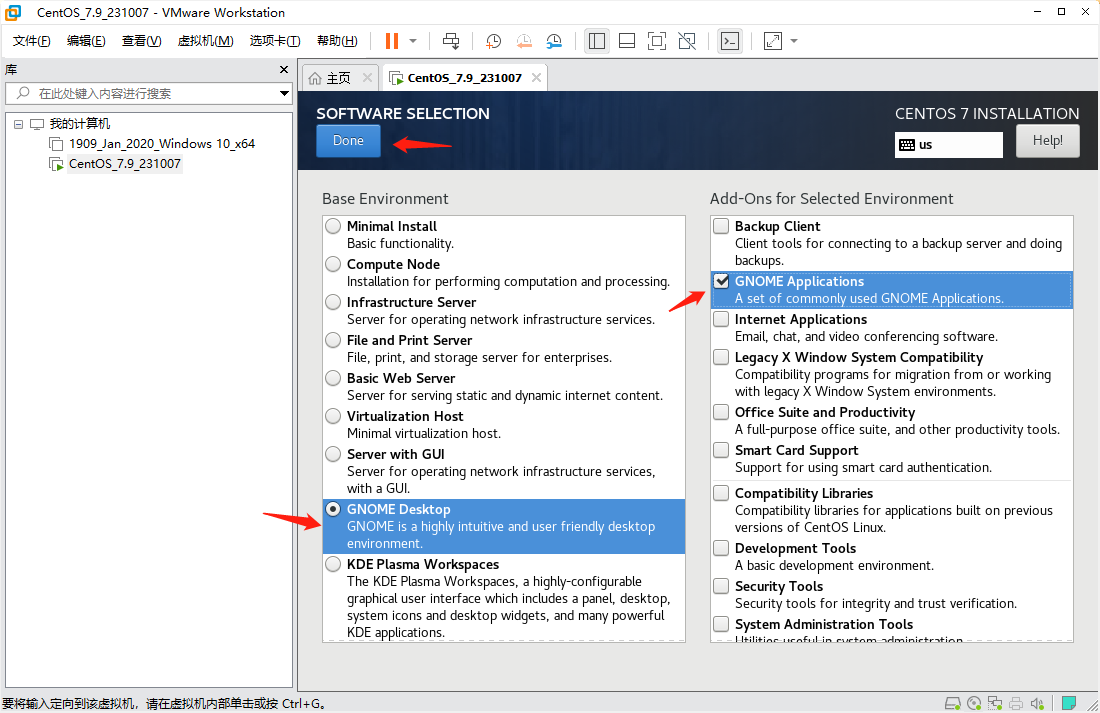 CentOS_7.9_231007 - VMware Workstation
文件(F) 编辑(E) 查看(V) 虚拟机(M) 选项卡(T) 帮助(H)
库
在此处键入内容进行搜索
我的计算机
1909_Jan_2020_Windows 10_x64
CentOS_7.9_231007
主页
CentOS_7.9_231007
SOFTWARE SELECTION
Done
CENTOS 7 INSTALLATION
us
Help!
Base Environment
Minimal Install
Basic functionality.
Compute Node
Installation for performing computation and processing.
Infrastructure Server
Server for operating network infrastructure services.
File and Print Server
File, print, and storage server for enterprises.
Basic Web Server
Server for serving static and dynamic internet content.
Virtualization Host
Minimal virtualization host.
Server with GUI
Server for operating network infrastructure services,
with a GUI.
GNOME Desktop
GNOME is a highly intuitive and user friendly desktop
environment.
KDE Plasma Workspaces
The KDE Plasma Workspaces, a highly-configurable
graphical user interface which includes a panel, desktop,
system icons and desktop widgets, and many powerful
KDE applications.
Add-Ons for Selected Environment
Backup Client
Client tools for connecting to a backup server and doing
backups.
GNOME Applications
A set of commonly used GNOME Applications.
Internet Applications
Email, chat, and video conferencing software.
Legacy X Window System Compatibility
Compatibility programs for migration from or working
with legacy X Window System environments.
Office Suite and Productivity
A full-purpose office suite, and other productivity tools.
Smart Card Support
Support for using smart card authentication.
Compatibility Libraries
Compatibility libraries for applications built on previous
versions of CentOS Linux.
Development Tools
A basic development environment.
Security Tools
Security tools for integrity and trust verification.
System Administration Tools
Utilities useful in system administration.
要将输入定向到该虚拟机，请在虚拟机内部单击或按 Ctrl+G。